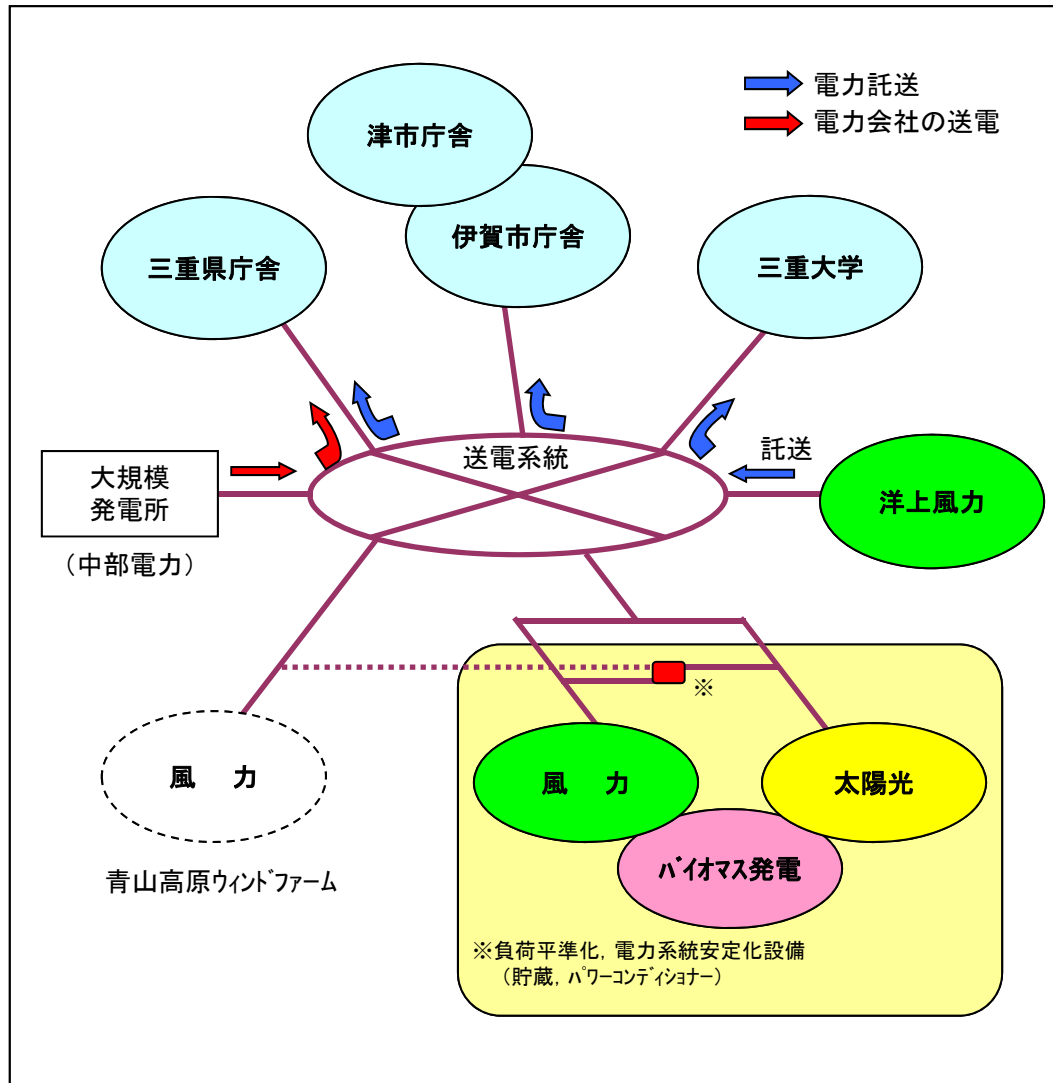 電力託送
電力会社の送電
津市庁舎
伊賀市庁舎
三重県庁舎
三重大学
送電系統
託送
大規模
発電所
(中部電力)
洋上風力
※
風 力
風 力
太陽光
ﾊﾞｲｵﾏｽ発電
青山高原ｳｨﾝﾄﾞﾌｧｰﾑ
※負荷平準化，電力系統安定化設備
(貯蔵，ﾊﾟﾜｰｺﾝﾃﾞｨｼｮﾅｰ)